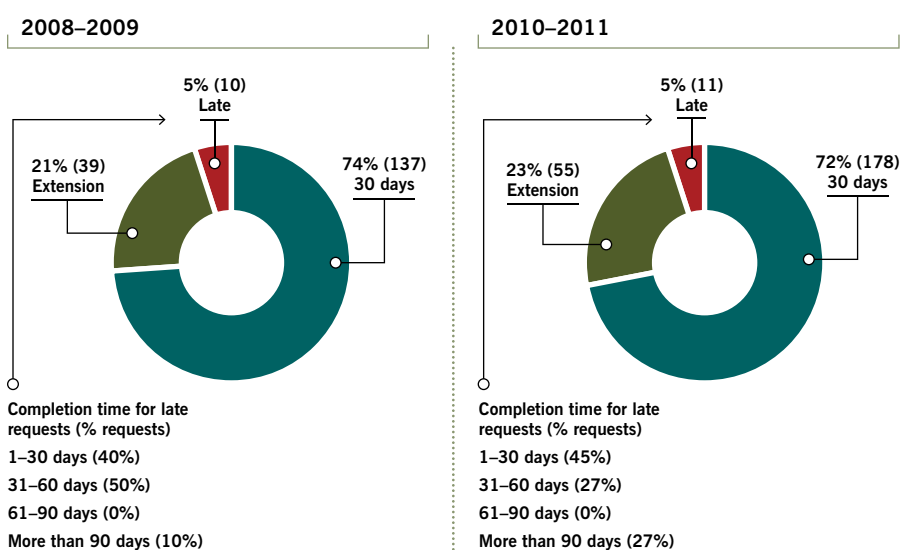 2008–2009
5% (10)
Late
21% (39)
Extension
74% (137)
30 days
Completion time for late
requests (% requests)
1–30 days (40%)
31–60 days (50%)
61–90 days (0%)
More than 90 days (10%)
2010–2011
5% (11)
Late
23% (55)
Extension
72% (178)
30 days
Completion time for late
requests (% requests)
1–30 days (45%)
31–60 days (27%)
61–90 days (0%)
More than 90 days (27%)